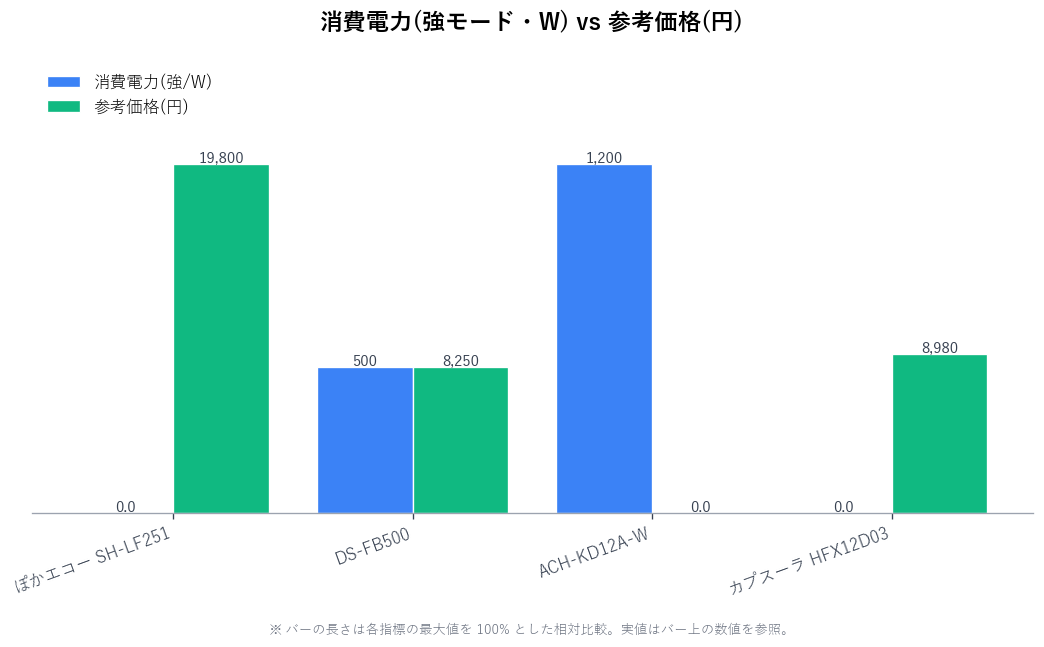 消費電力(強モード・W) vs 参考価格(円)
消費電力(強/W)
参考価格(円)
19,800
1,200
500
8,250
8,980
0.0
0.0
0.0
ぽかエコー SH-LF251
DS-FB500
ACH-KD12A-W
カプスーラ HFX12D03
※ バーの長さは各指標の最大値を 100% とした相対比較。実値はバー上の数値を参照。